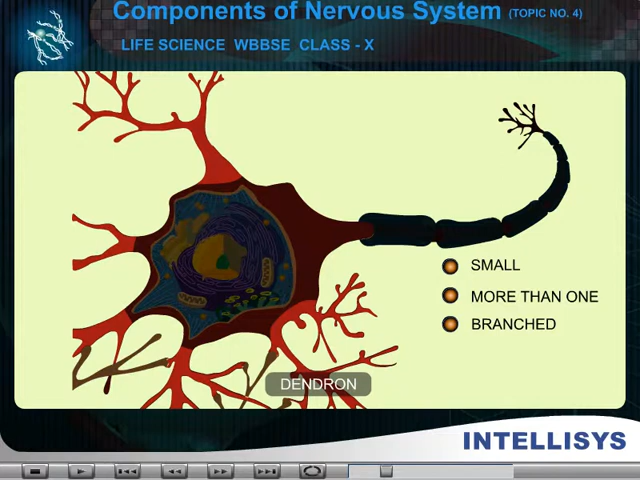 Components of Nervous System (TOPIC NO. 4)
LIFE SCIENCE WBBSE CLASS - X
SMALL
MORE THAN ONE
BRANCHED
DENDRON
INTELLISYS